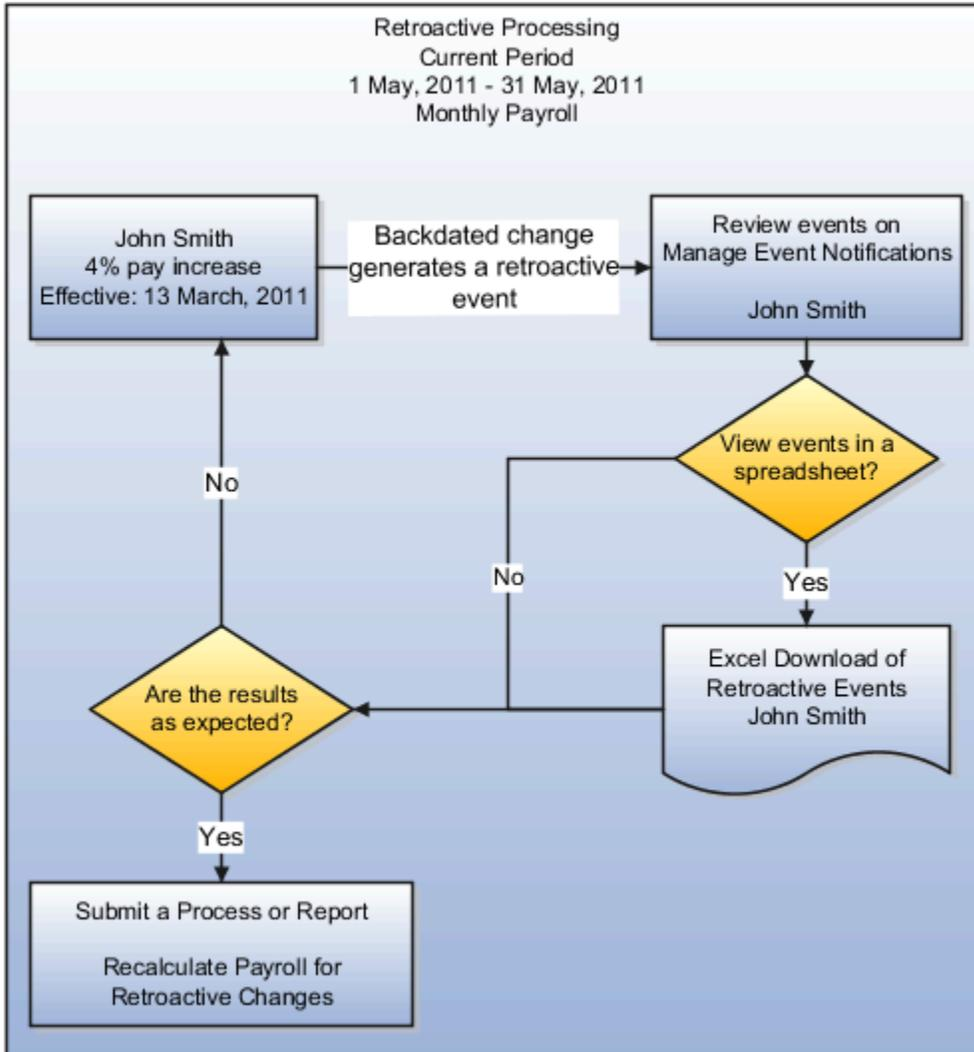 Retroactive Processing
Current Period
1 May, 2011 - 31 May, 2011
Monthly Payroll
John Smith
4% pay increase
Effective: 13 March, 2011
Backdated change
generates a retroactive
event
Review events on
Manage Event Notifications
John Smith
View events in a
spreadsheet?
No
No
Yes
Excel Download of
Retroactive Events
John Smith
Are the results
as expected?
Yes
Submit a Process or Report
Recalculate Payroll for
Retroactive Changes